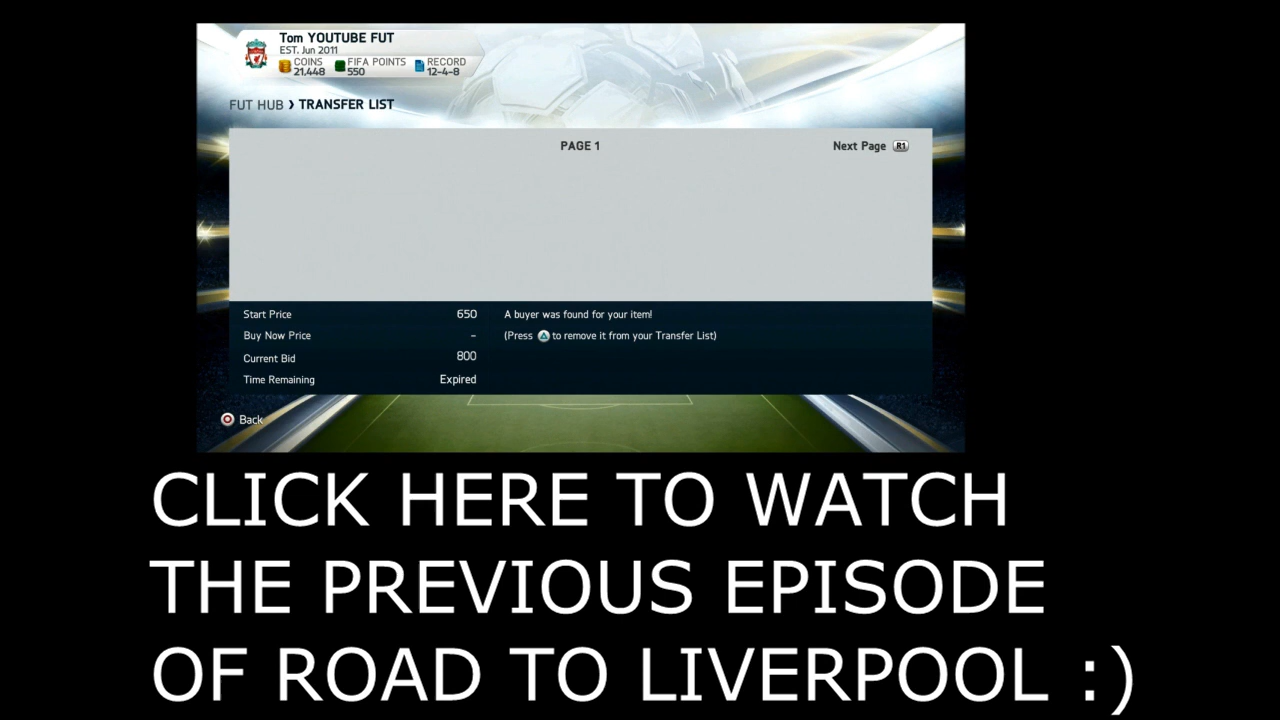 Tom YOUTUBE FUT
EST. Jun 2011
COINS 21,448 FIFA POINTS 550 RECORD 12-4-8
FUT HUB ❯ TRANSFER LIST
PAGE 1 Next Page R1
Start Price 650 A buyer was found for your item!
Buy Now Price – (Press △ to remove it from your Transfer List)
Current Bid 800
Time Remaining Expired
Back
CLICK HERE TO WATCH
THE PREVIOUS EPISODE
OF ROAD TO LIVERPOOL :)